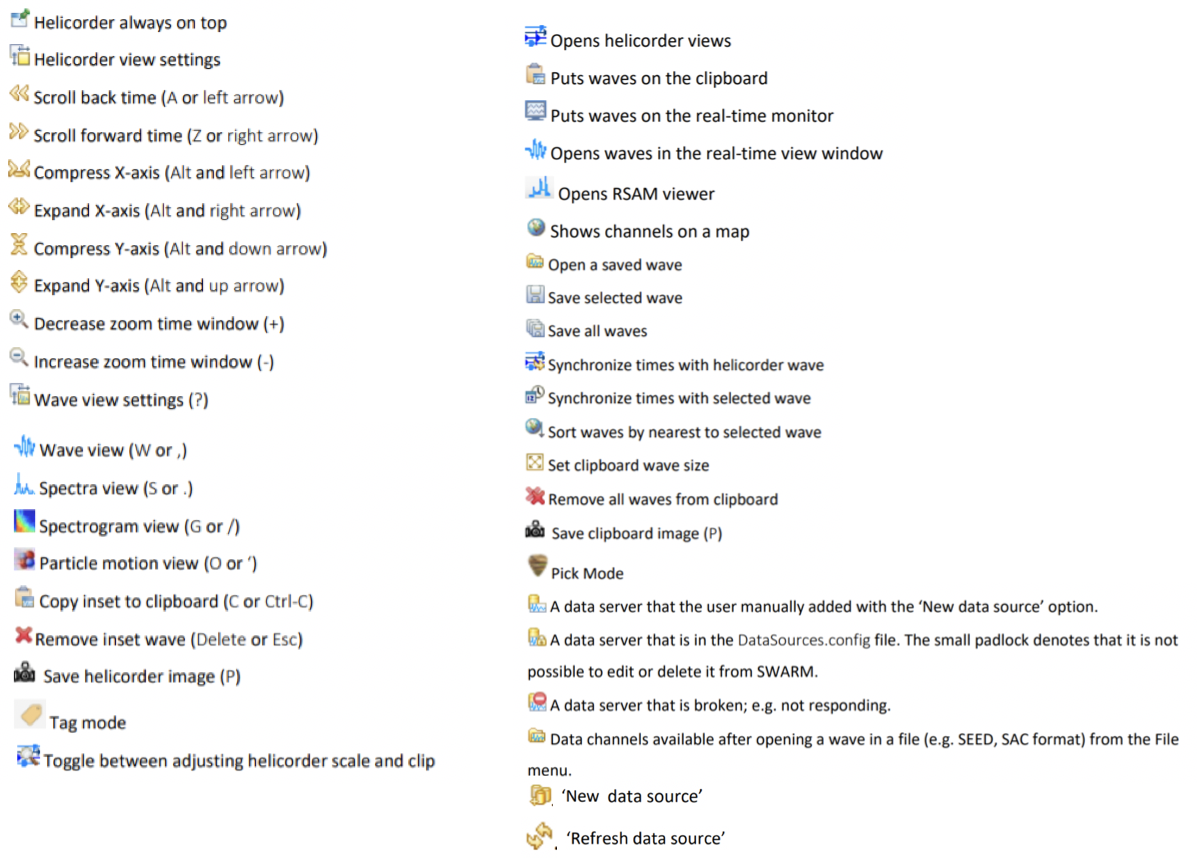 Helicorder always on top
Helicorder view settings
Scroll back time (A or left arrow)
Scroll forward time (Z or right arrow)
Compress X-axis (Alt and left arrow)
Expand X-axis (Alt and right arrow)
Compress Y-axis (Alt and down arrow)
Expand Y-axis (Alt and up arrow)
Decrease zoom time window (+)
Increase zoom time window (-)
Wave view settings (?)
Wave view (W or ,)
Spectra view (S or .)
Spectrogram view (G or /)
Particle motion view (O or ‘)
Copy inset to clipboard (C or Ctrl-C)
Remove inset wave (Delete or Esc)
Save helicorder image (P)
Tag mode
Toggle between adjusting helicorder scale and clip
Opens helicorder views
Puts waves on the clipboard
Puts waves on the real-time monitor
Opens waves in the real-time view window
Opens RSAM viewer
Shows channels on a map
Open a saved wave
Save selected wave
Save all waves
Synchronize times with helicorder wave
Synchronize times with selected wave
Sort waves by nearest to selected wave
Set clipboard wave size
Remove all waves from clipboard
Save clipboard image (P)
Pick Mode
A data server that the user manually added with the ‘New data source’ option.
A data server that is in the DataSources.config file. The small padlock denotes that it is not
possible to edit or delete it from SWARM.
A data server that is broken; e.g. not responding.
Data channels available after opening a wave in a file (e.g. SEED, SAC format) from the File
menu.
‘New data source’
‘Refresh data source’